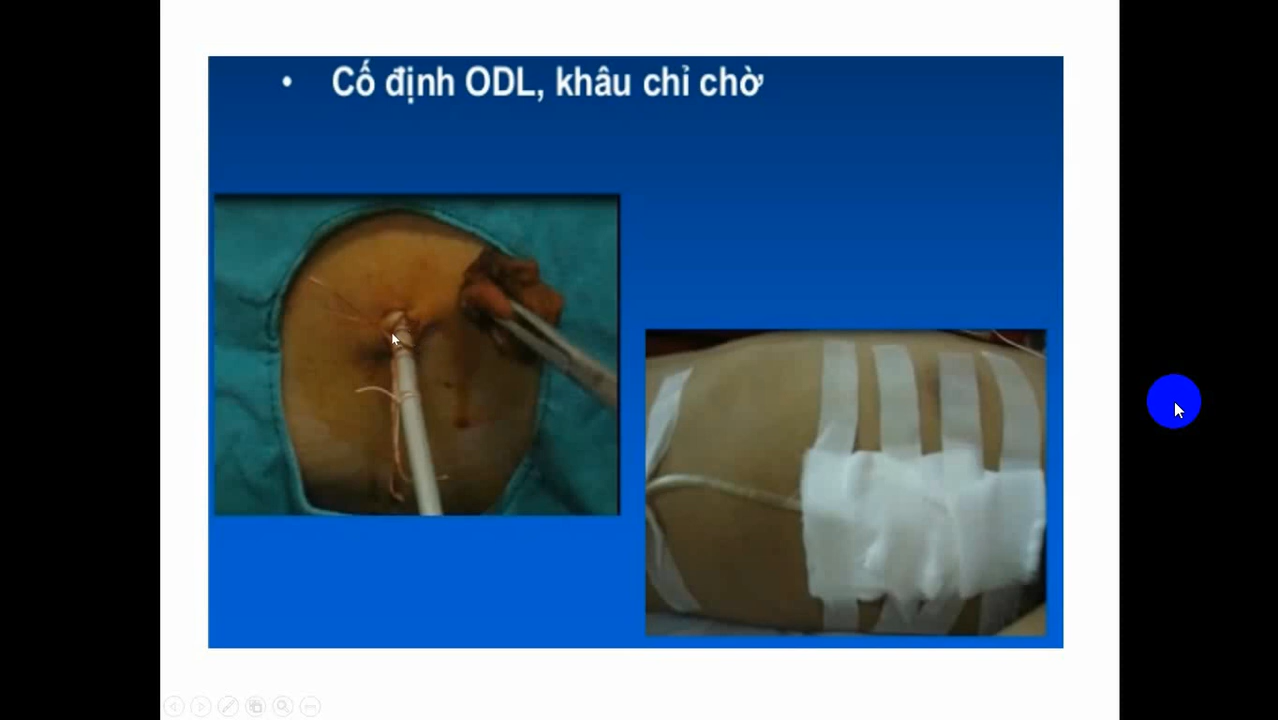 • Cố định ODL, khâu chỉ chờ